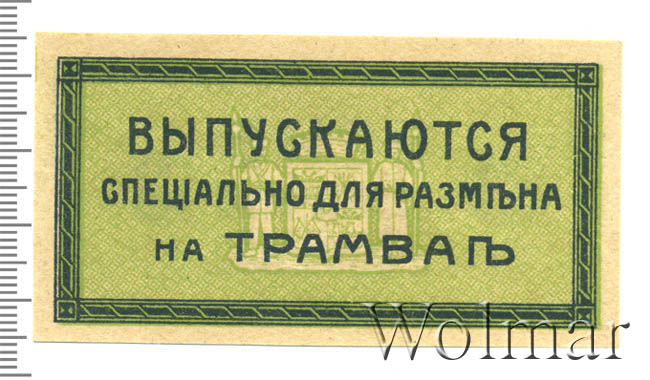 ВЫПУСКАЮТСЯ
СПЕЦІАЛЬНО ДЛЯ РАЗМѢНА
НА ТРАМВАѢ
Wolmar